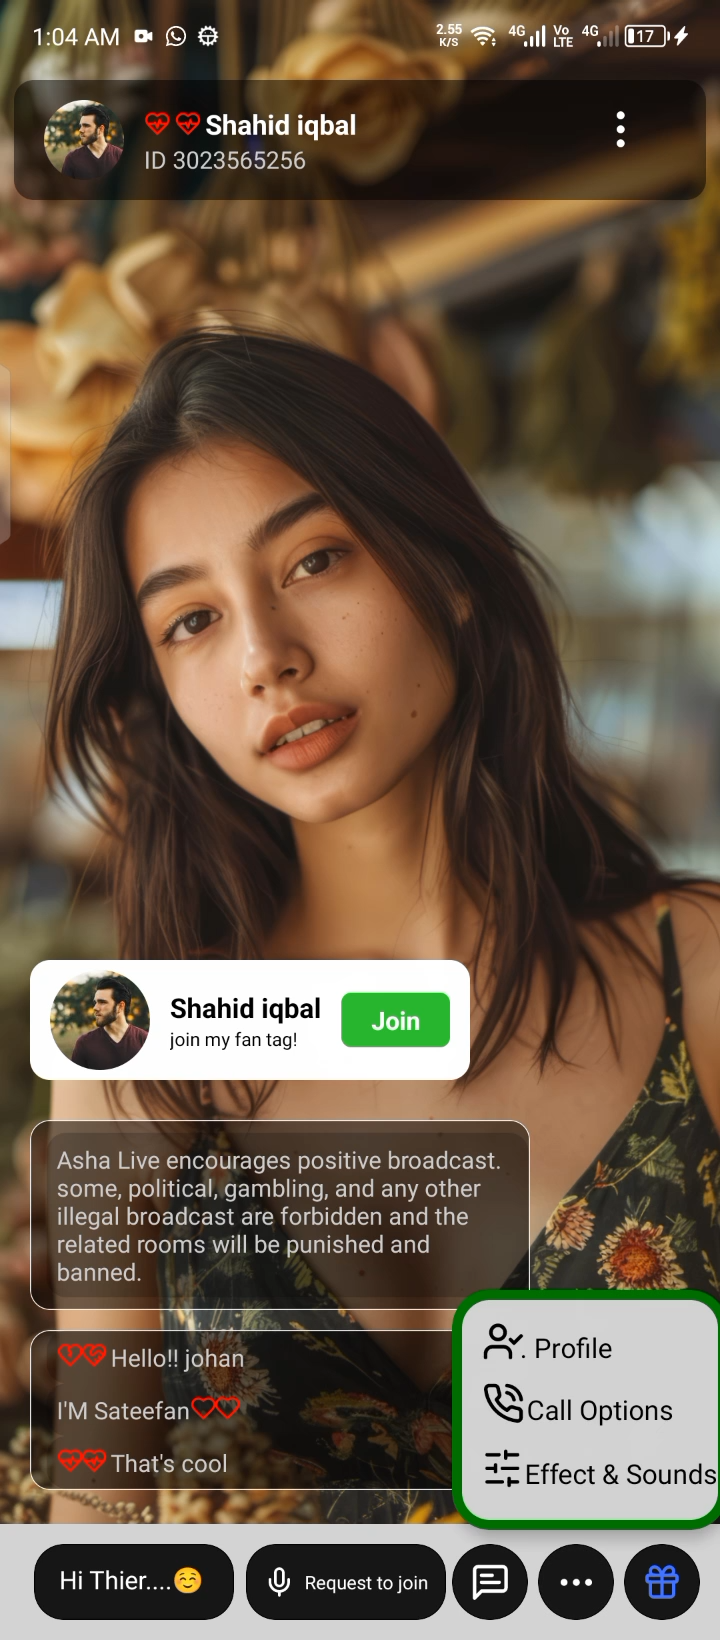 1:04 AM 2.55 K/S 4G Vo LTE 4G 17
Shahid iqbal
ID 3023565256
Shahid iqbal
join my fan tag!
Join
Asha Live encourages positive broadcast.
some, political, gambling, and any other
illegal broadcast are forbidden and the
related rooms will be punished and
banned.
Hello!! johan
I'M Sateefan
That's cool
. Profile
Call Options
Effect & Sounds
Hi Thier....☺️
Request to join